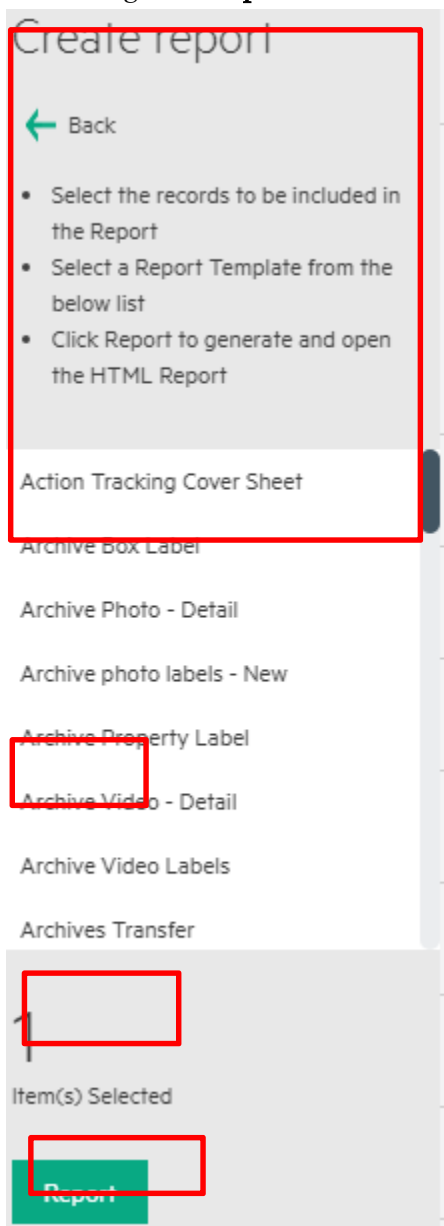 Create report
Back
• Select the records to be included in
the Report
• Select a Report Template from the
below list
• Click Report to generate and open
the HTML Report
Action Tracking Cover Sheet
Archive Box Label
Archive Photo - Detail
Archive photo labels - New
Archive Property Label
Archive Video - Detail
Archive Video Labels
Archives Transfer
1
Item(s) Selected
Report